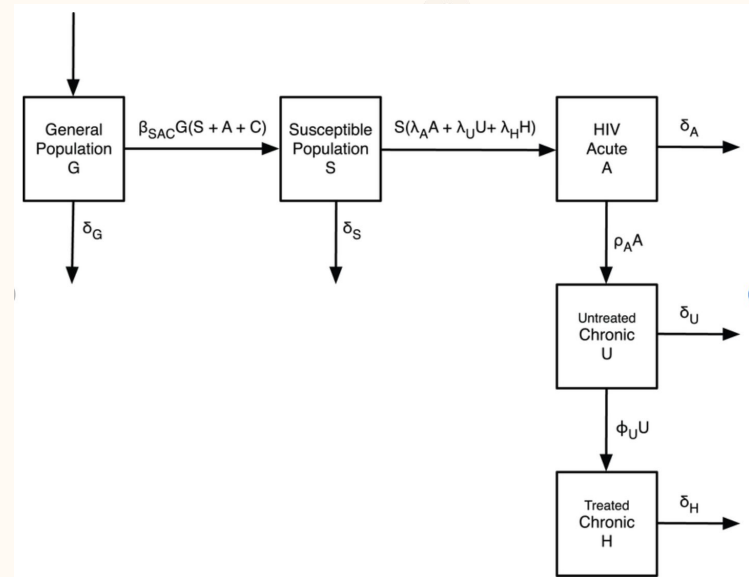 General
Population
G
β_SAC G(S + A + C)
Susceptible
Population
S
S(λ_A A + λ_U U+ λ_H H)
HIV
Acute
A
δ_A
δ_G
δ_S
ρ_A A
Untreated
Chronic
U
δ_U
ϕ_U U
Treated
Chronic
H
δ_H